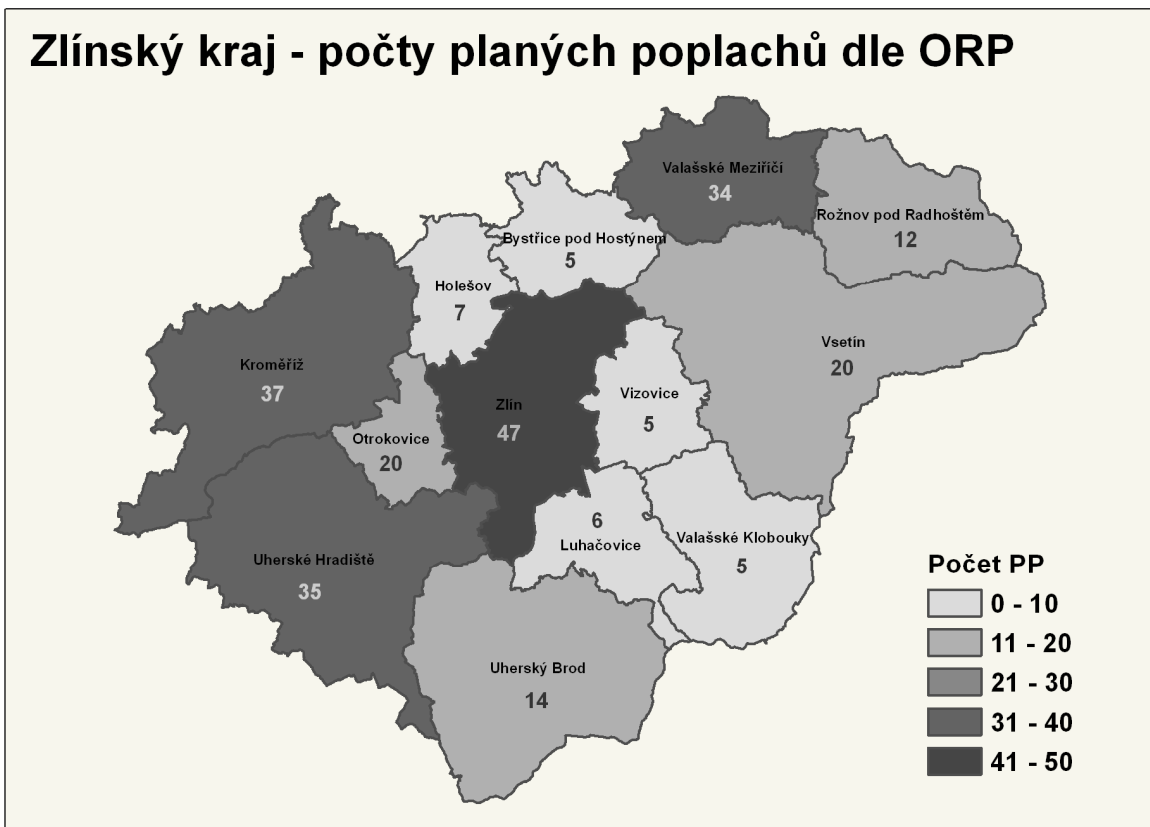 Zlínský kraj - počty planých poplachů dle ORP
Valašské Meziříčí
34
Rožnov pod Radhoštěm
12
Bystřice pod Hostýnem
5
Holešov
7
Vsetín
20
Kroměříž
37
Vizovice
5
Zlín
47
Otrokovice
20
6
Luhačovice
Valašské Klobouky
5
Uherské Hradiště
35
Uherský Brod
14
Počet PP
0 - 10
11 - 20
21 - 30
31 - 40
41 - 50